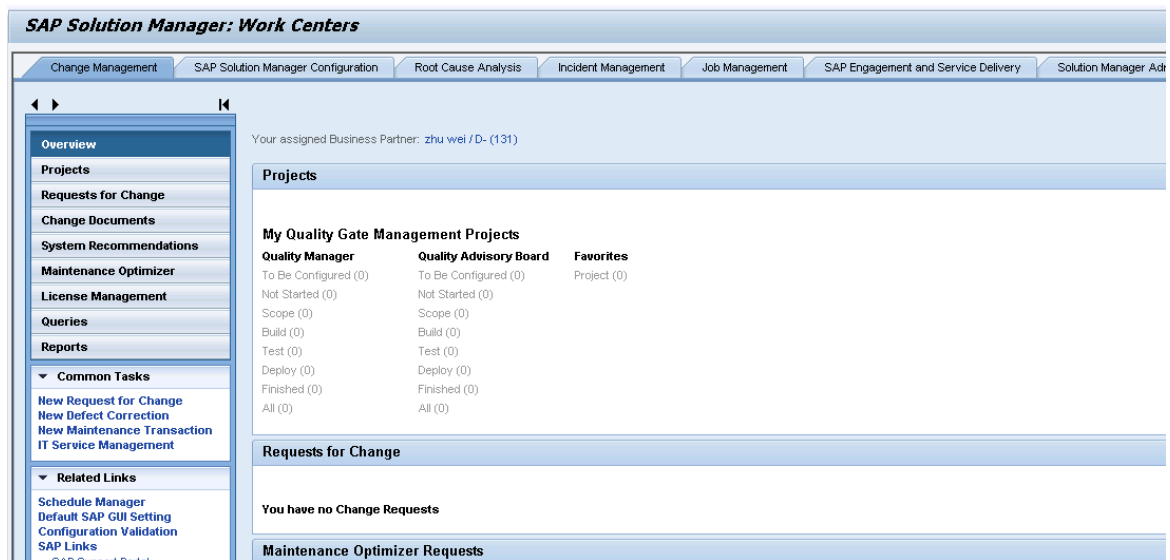 SAP Solution Manager: Work Centers
Change Management SAP Solution Manager Configuration Root Cause Analysis Incident Management Job Management SAP Engagement and Service Delivery Solution Manager Adr
Overview
Projects
Requests for Change
Change Documents
System Recommendations
Maintenance Optimizer
License Management
Queries
Reports
Common Tasks
New Request for Change
New Defect Correction
New Maintenance Transaction
IT Service Management
Related Links
Schedule Manager
Default SAP GUI Setting
Configuration Validation
SAP Links
Your assigned Business Partner: zhu wei / D- (131)
Projects
My Quality Gate Management Projects
Quality Manager Quality Advisory Board Favorites
To Be Configured (0) To Be Configured (0) Project (0)
Not Started (0) Not Started (0)
Scope (0) Scope (0)
Build (0) Build (0)
Test (0) Test (0)
Deploy (0) Deploy (0)
Finished (0) Finished (0)
All (0) All (0)
Requests for Change
You have no Change Requests
Maintenance Optimizer Requests